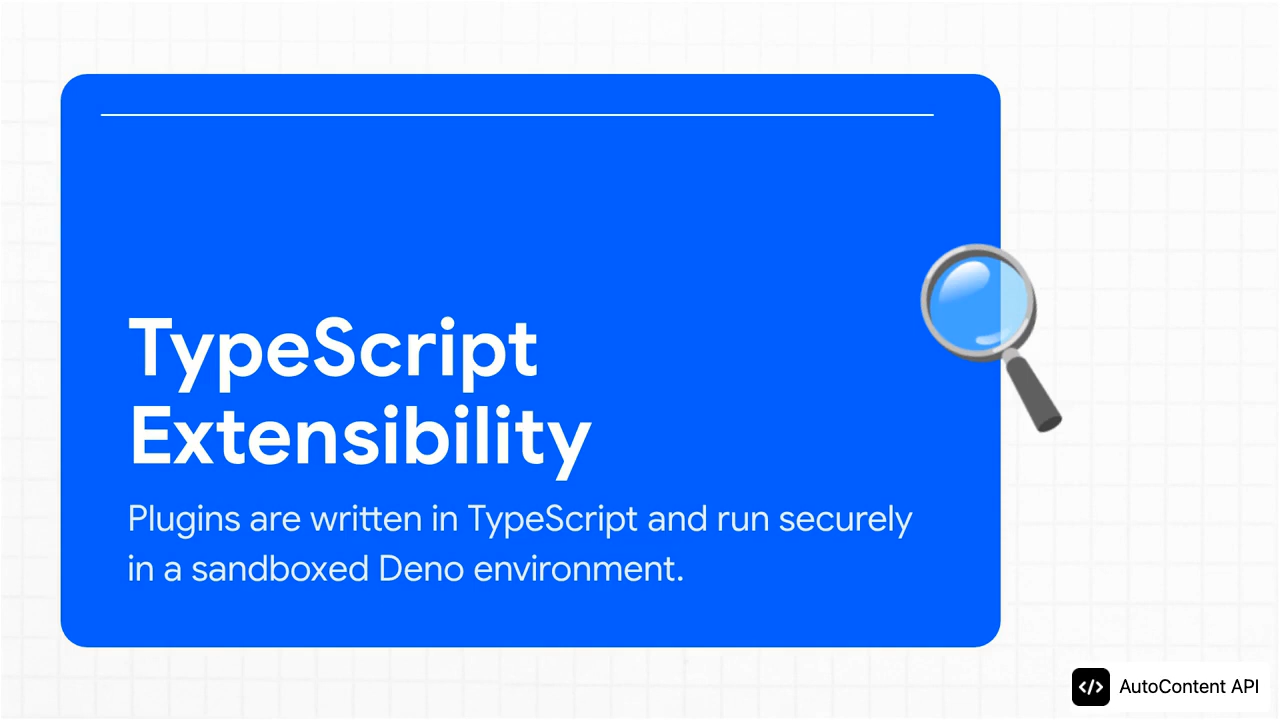 TypeScript
Extensibility
Plugins are written in TypeScript and run securely
in a sandboxed Deno environment.
</> AutoContent API